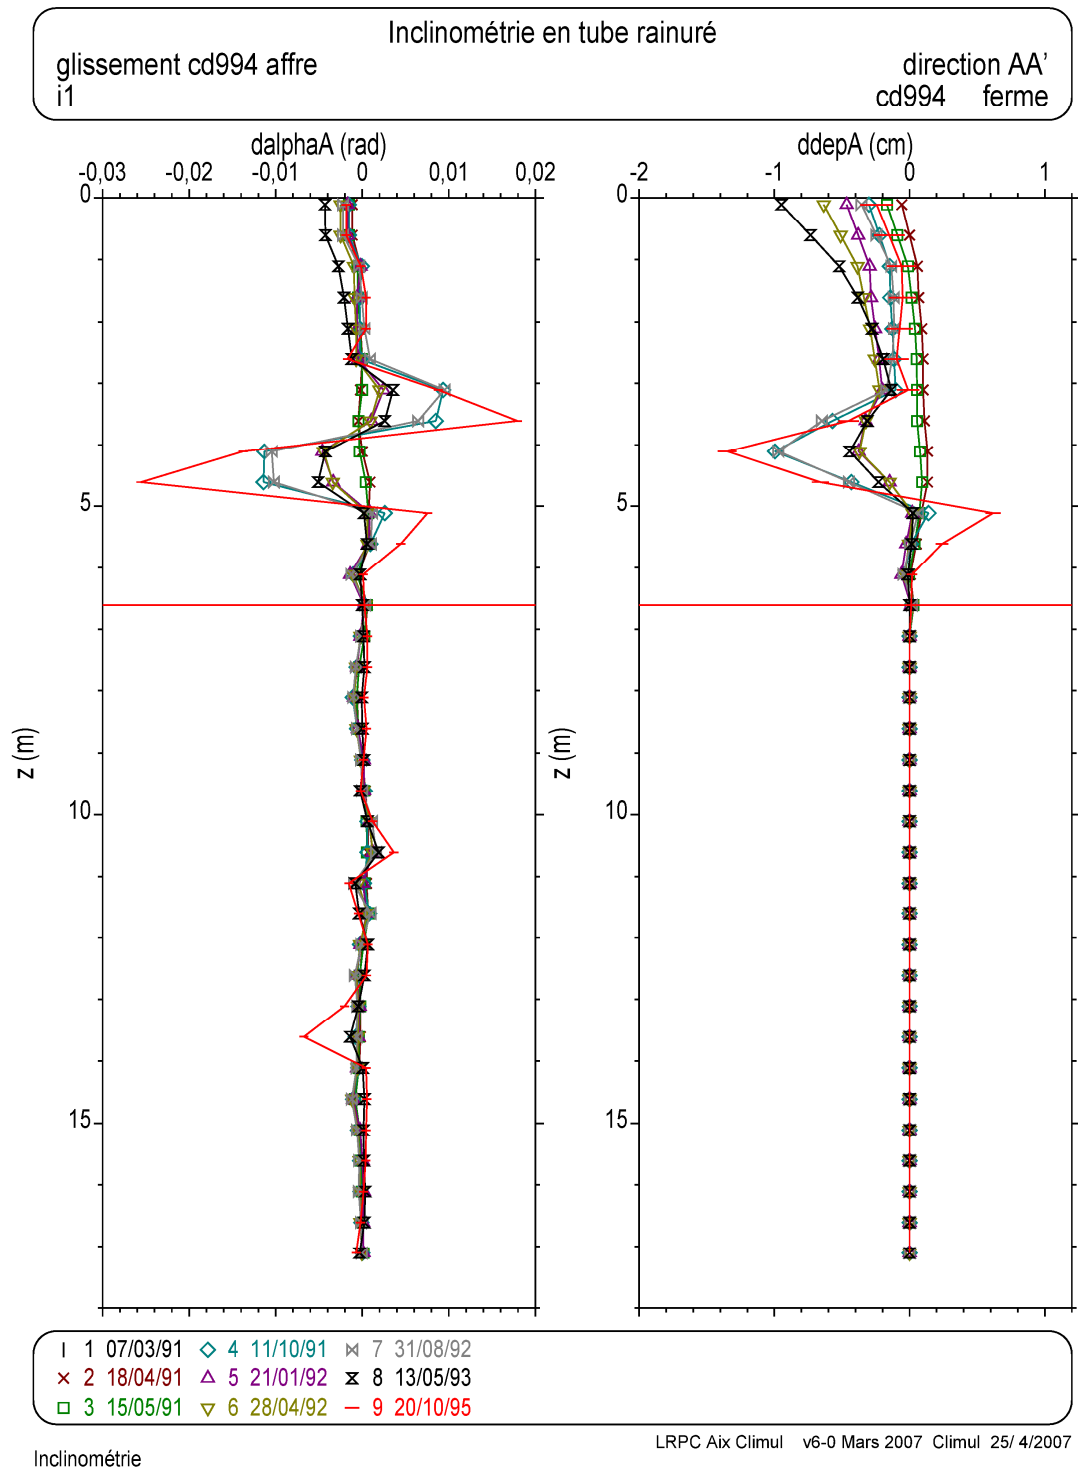 Inclinométrie en tube rainuré
glissement cd994 affre
direction AA'
i1
cd994 ferme
dalphaA (rad)
ddepA (cm)
-0,03 -0,02 -0,01 0 0,01 0,02
-2 -1 0 1
0
0
5
5
z (m)
z (m)
10
10
15
15
1 07/03/91 4 11/10/91 7 31/08/92
2 18/04/91 5 21/01/92 8 13/05/93
3 15/05/91 6 28/04/92 9 20/10/95
LRPC Aix Climul v6-0 Mars 2007 Climul 25/ 4/2007
Inclinométrie